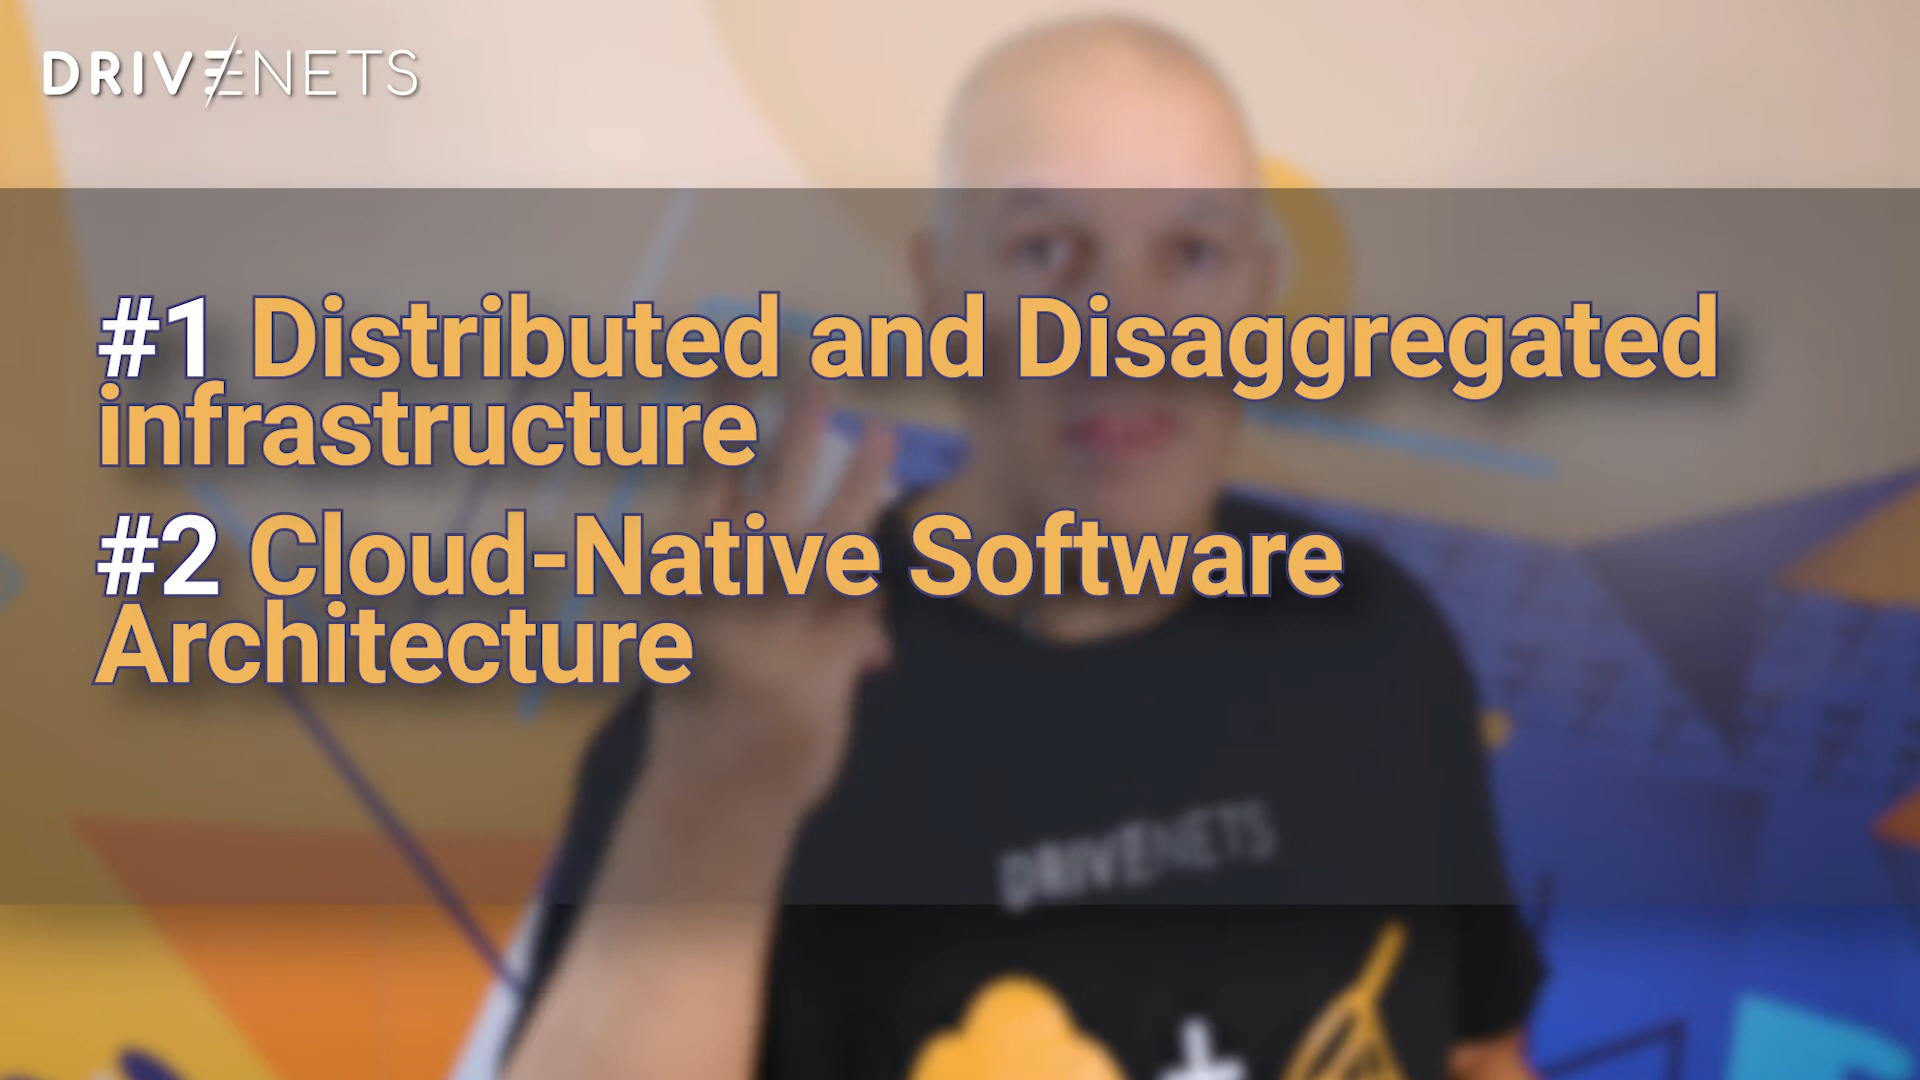 DRIVENETS
#1 Distributed and Disaggregated
infrastructure
#2 Cloud-Native Software
Architecture
DRIVENETS